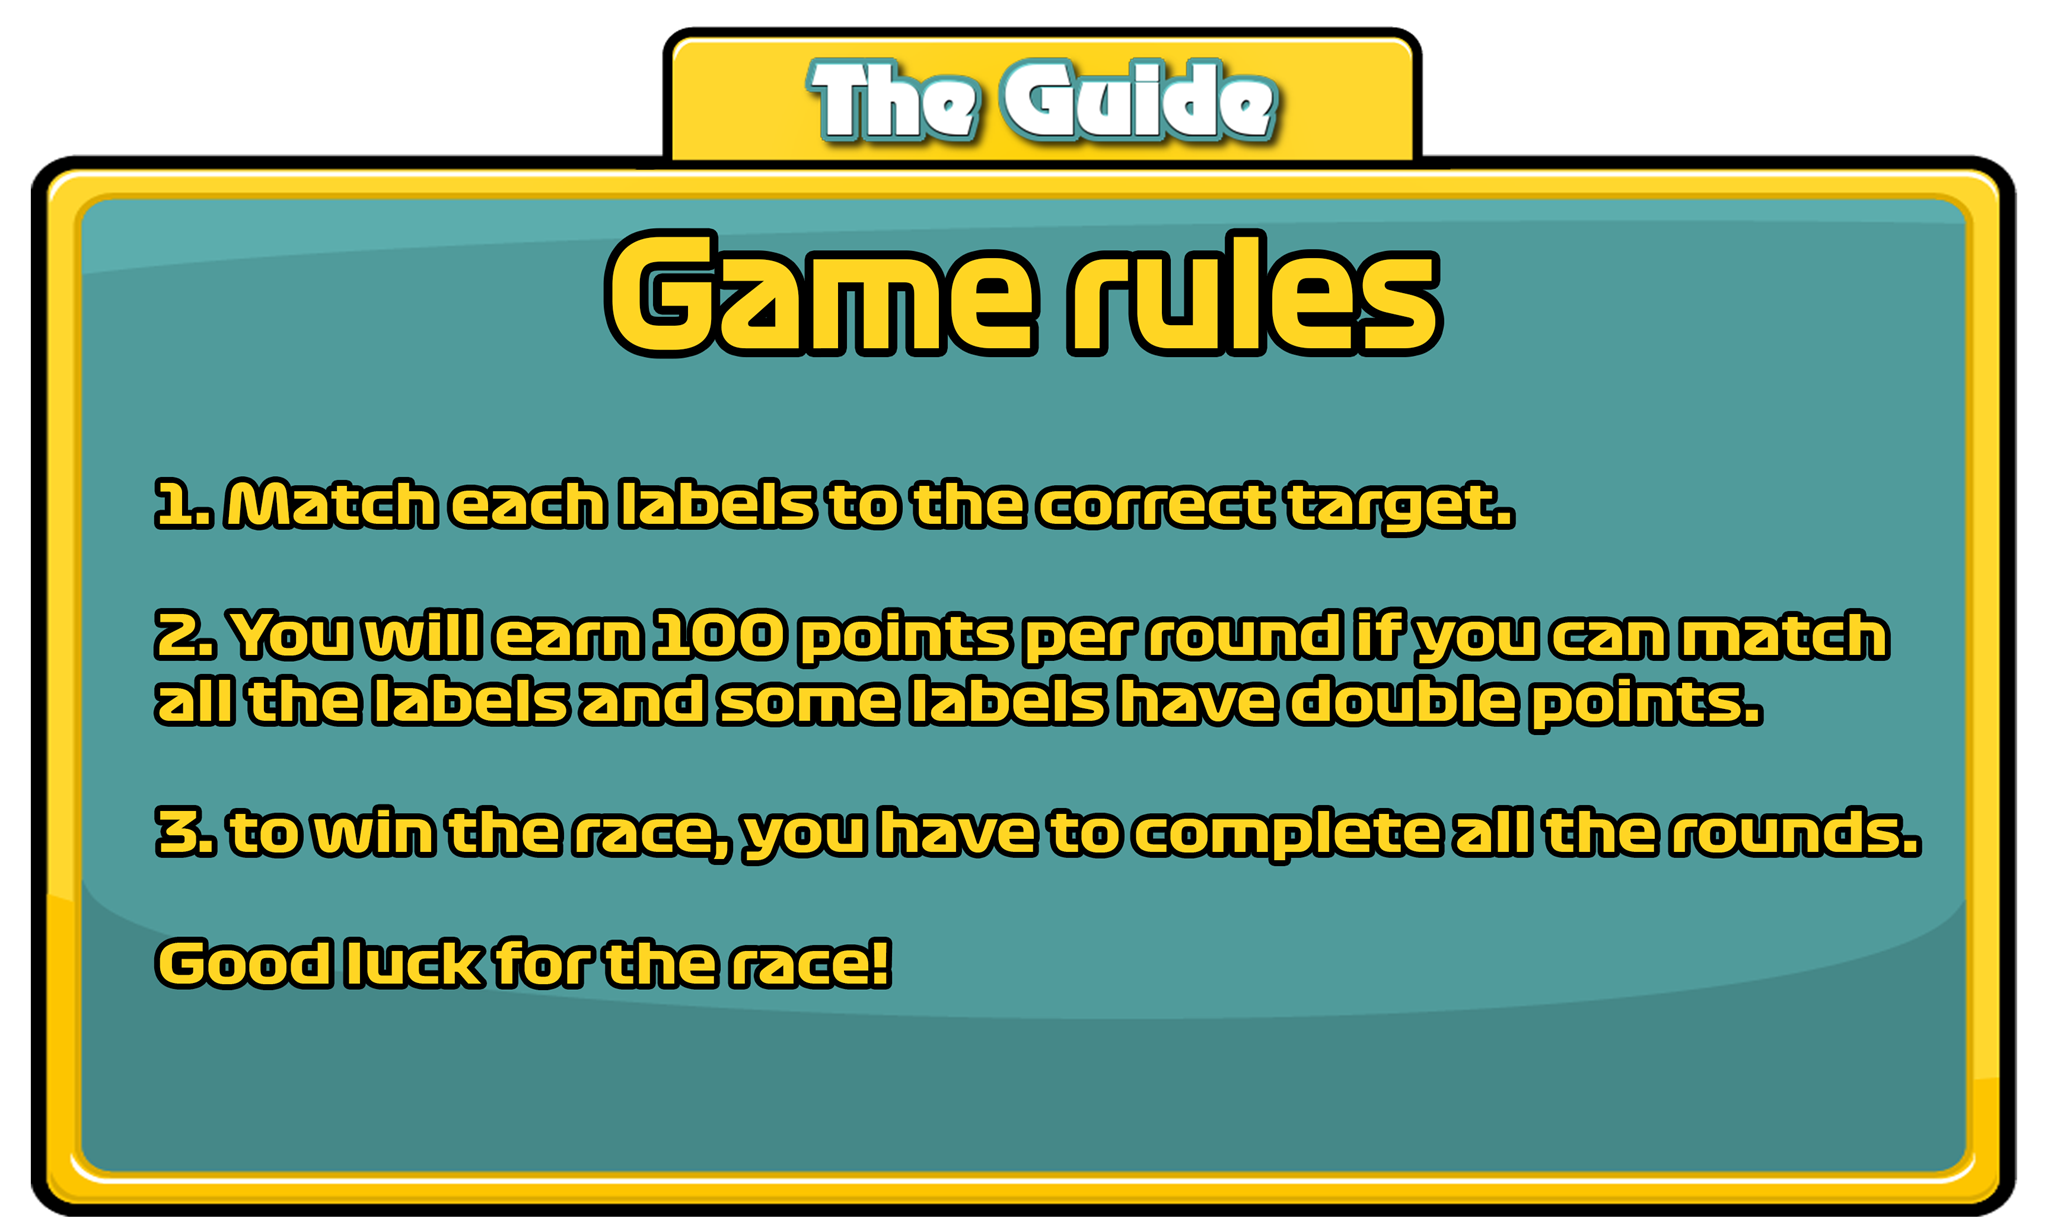 The Guide
Game rules
1. Match each labels to the correct target.
2. You will earn 100 points per round if you can match
all the labels and some labels have double points.
3. to win the race, you have to complete all the rounds.
Good luck for the race!